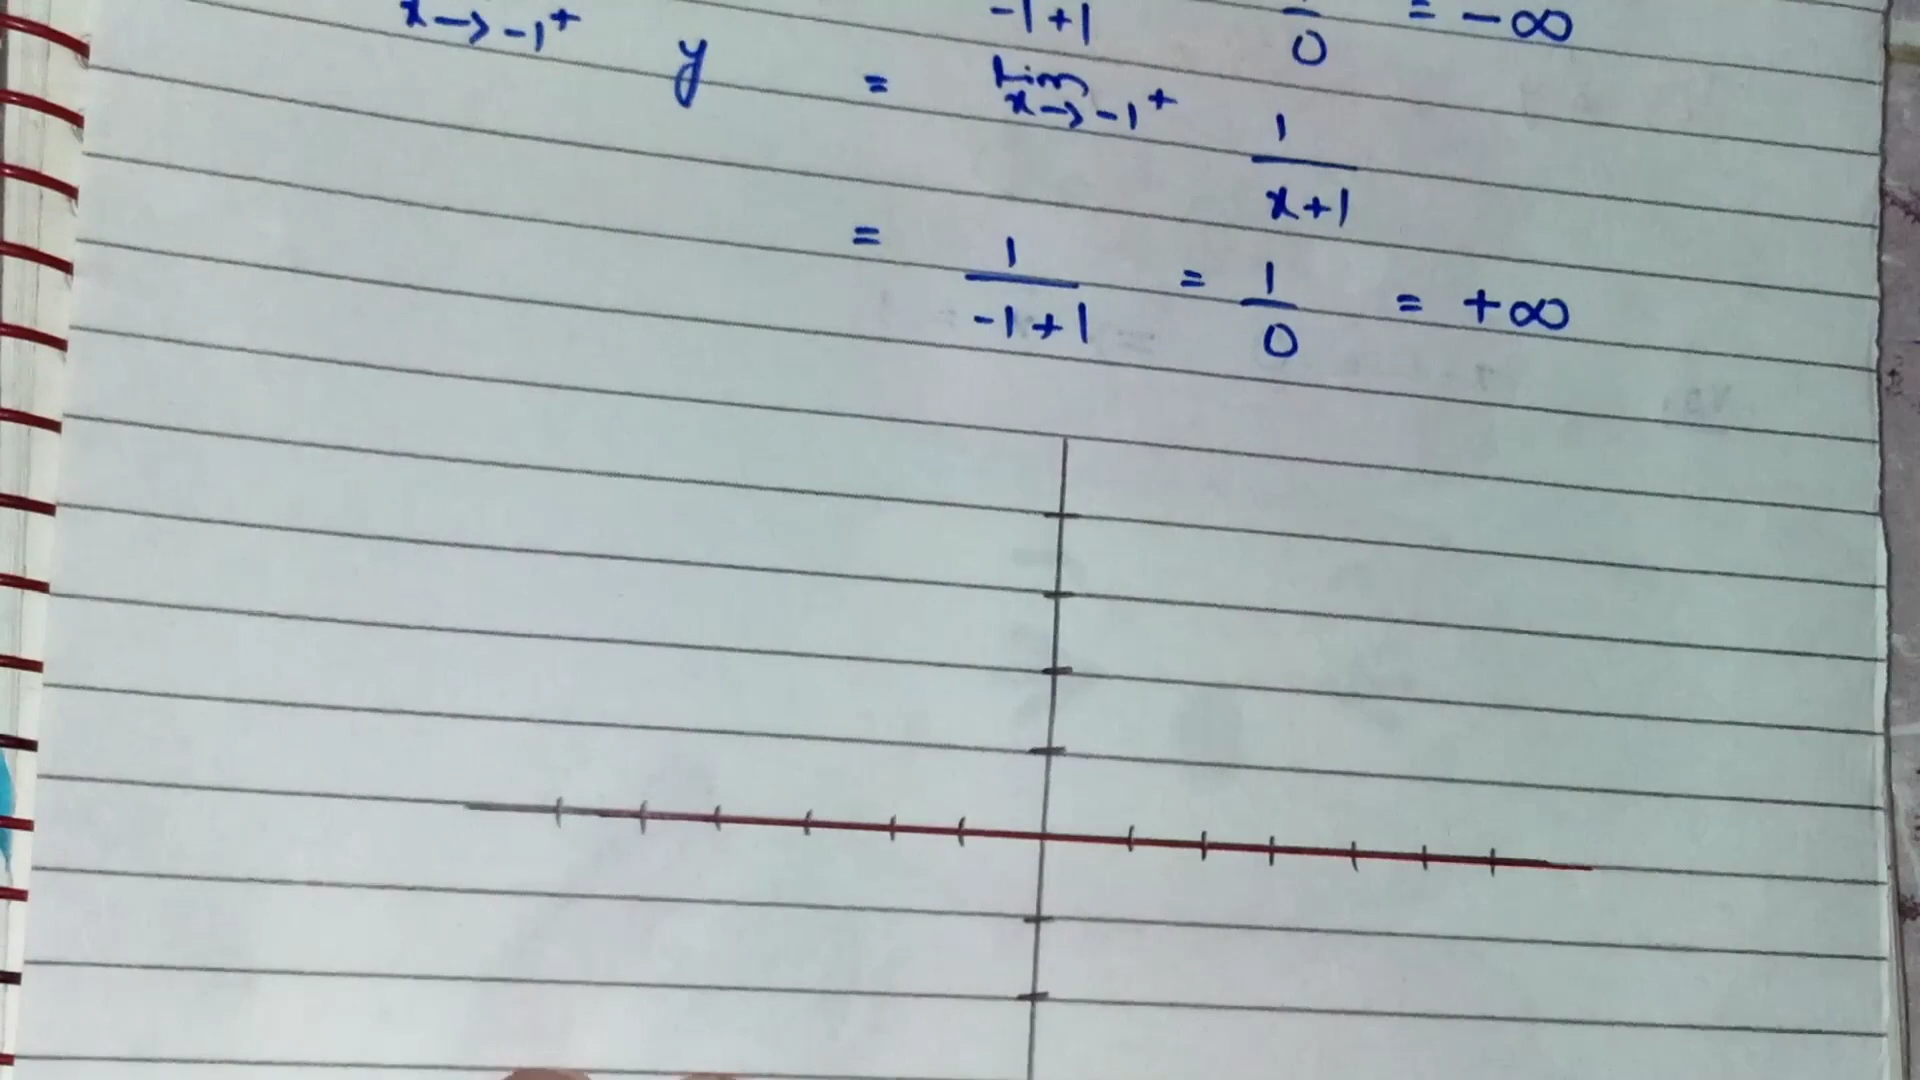 -1+1 0 = -∞
x→-1⁺ y = lim x→-1⁺ 1/x+1
= 1/-1+1 = 1/0 = +∞